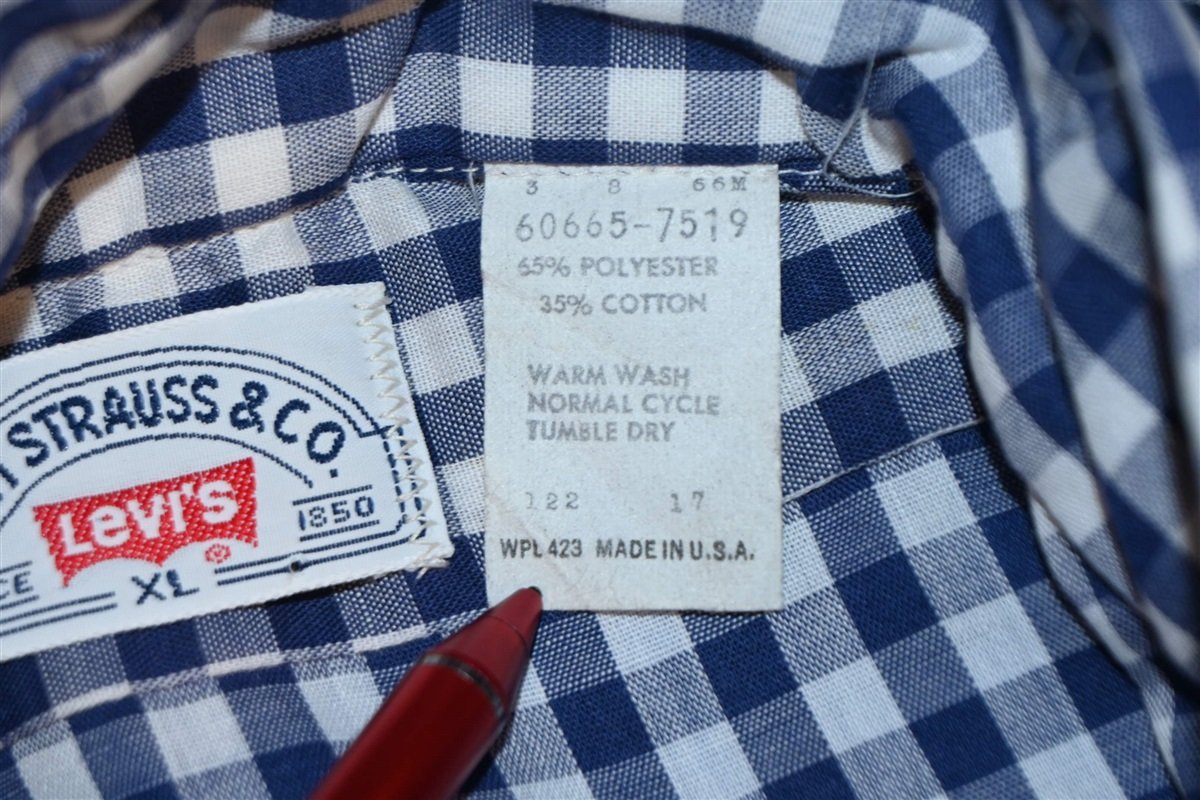 STRAUSS & CO.
Levi's
®
1850
CE
XL
3 8 66M
60665-7519
65% POLYESTER
35% COTTON
WARM WASH
NORMAL CYCLE
TUMBLE DRY
122 17
WPL 423 MADE IN U.S.A.